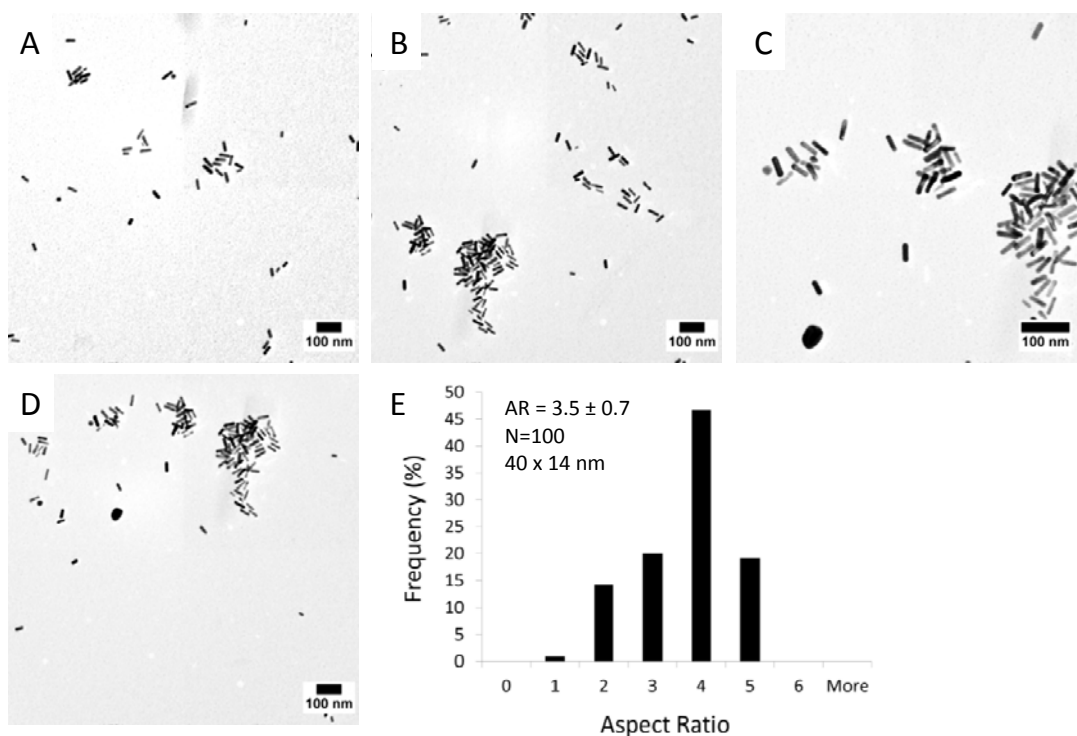 A
100 nm
B
100 nm
C
100 nm
D
100 nm
E
AR = 3.5 ± 0.7
N=100
40 x 14 nm
Frequency (%)
50
45
40
35
30
25
20
15
10
5
0
0 1 2 3 4 5 6 More
Aspect Ratio